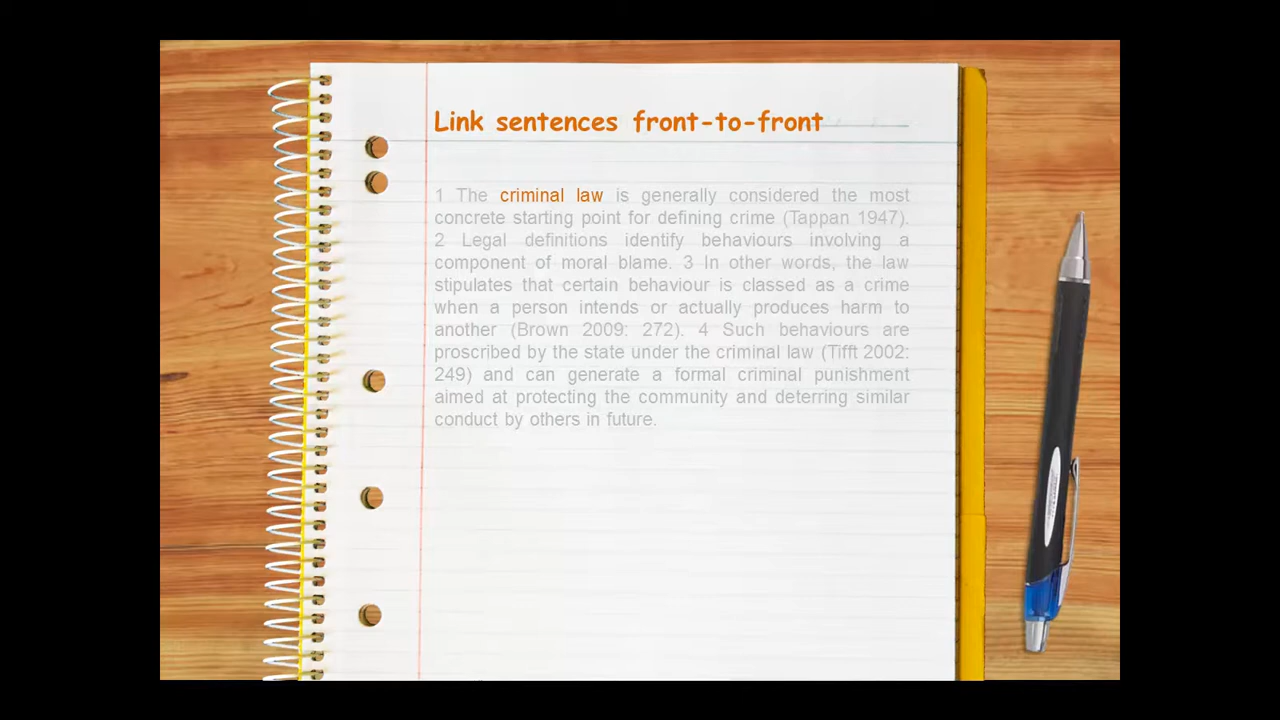 Link sentences front-to-front
1 The criminal law is generally considered the most
concrete starting point for defining crime (Tappan 1947).
2 Legal definitions identify behaviours involving a
component of moral blame. 3 In other words, the law
stipulates that certain behaviour is classed as a crime
when a person intends or actually produces harm to
another (Brown 2009: 272). 4 Such behaviours are
proscribed by the state under the criminal law (Tifft 2002:
249) and can generate a formal criminal punishment
aimed at protecting the community and deterring similar
conduct by others in future.